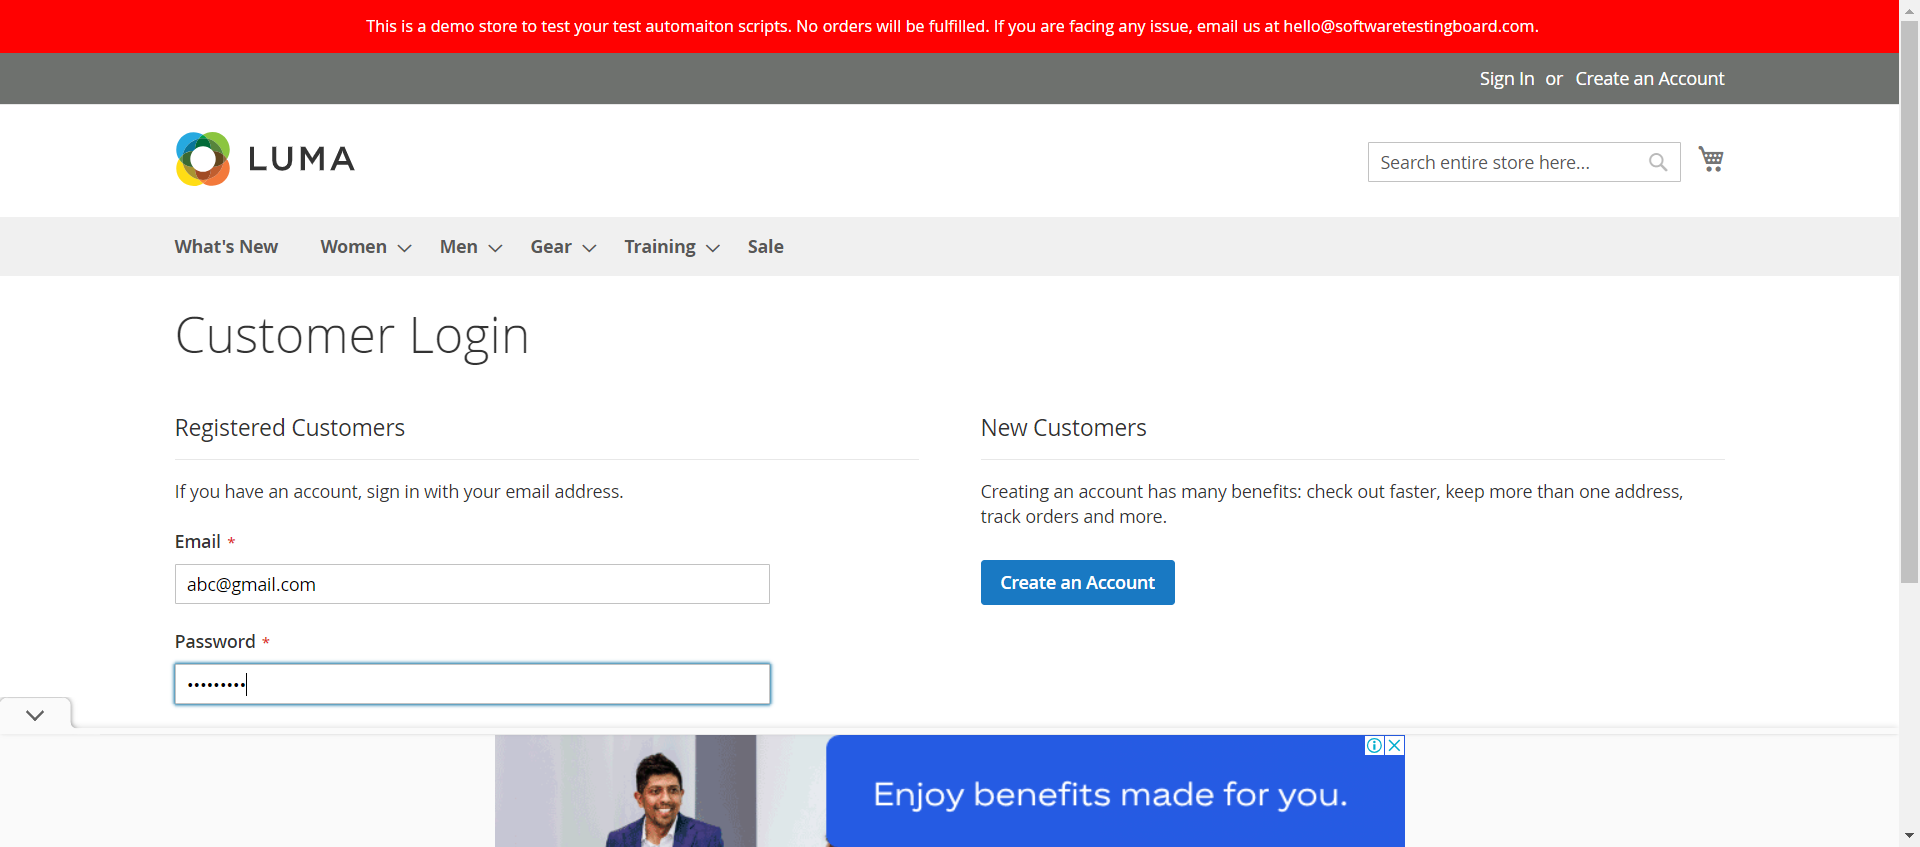 This is a demo store to test your test automaiton scripts. No orders will be fulfilled. If you are facing any issue, email us at hello@softwaretestingboard.com.
Sign In or Create an Account
LUMA
Search entire store here...
What's New Women Men Gear Training Sale
Customer Login
Registered Customers
If you have an account, sign in with your email address.
Email *
abc@gmail.com
Password *
•••••••••
New Customers
Creating an account has many benefits: check out faster, keep more than one address,
track orders and more.
Create an Account
Enjoy benefits made for you.